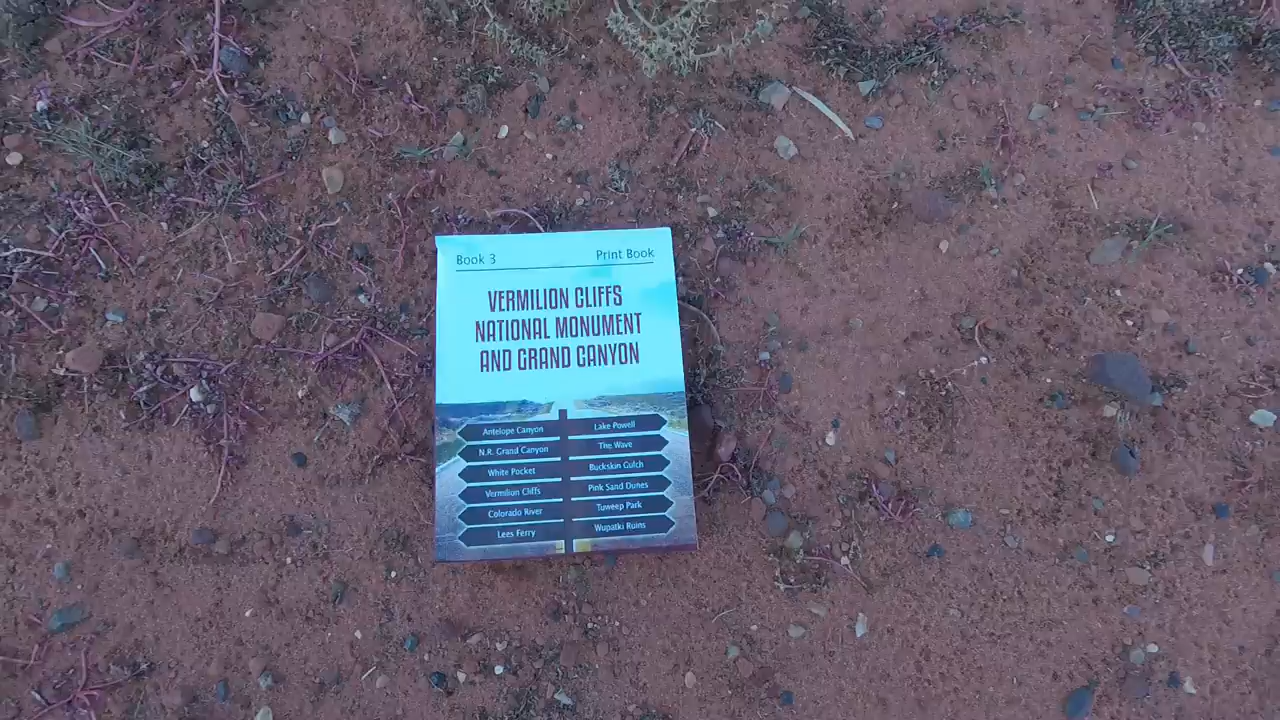 Book 3 Print Book
VERMILION CLIFFS
NATIONAL MONUMENT
AND GRAND CANYON
Antelope Canyon Lake Powell
N.R. Grand Canyon The Wave
White Pocket Buckskin Gulch
Vermilion Cliffs Pink Sand Dunes
Colorado River Tuweep Park
Lees Ferry Wupatki Ruins